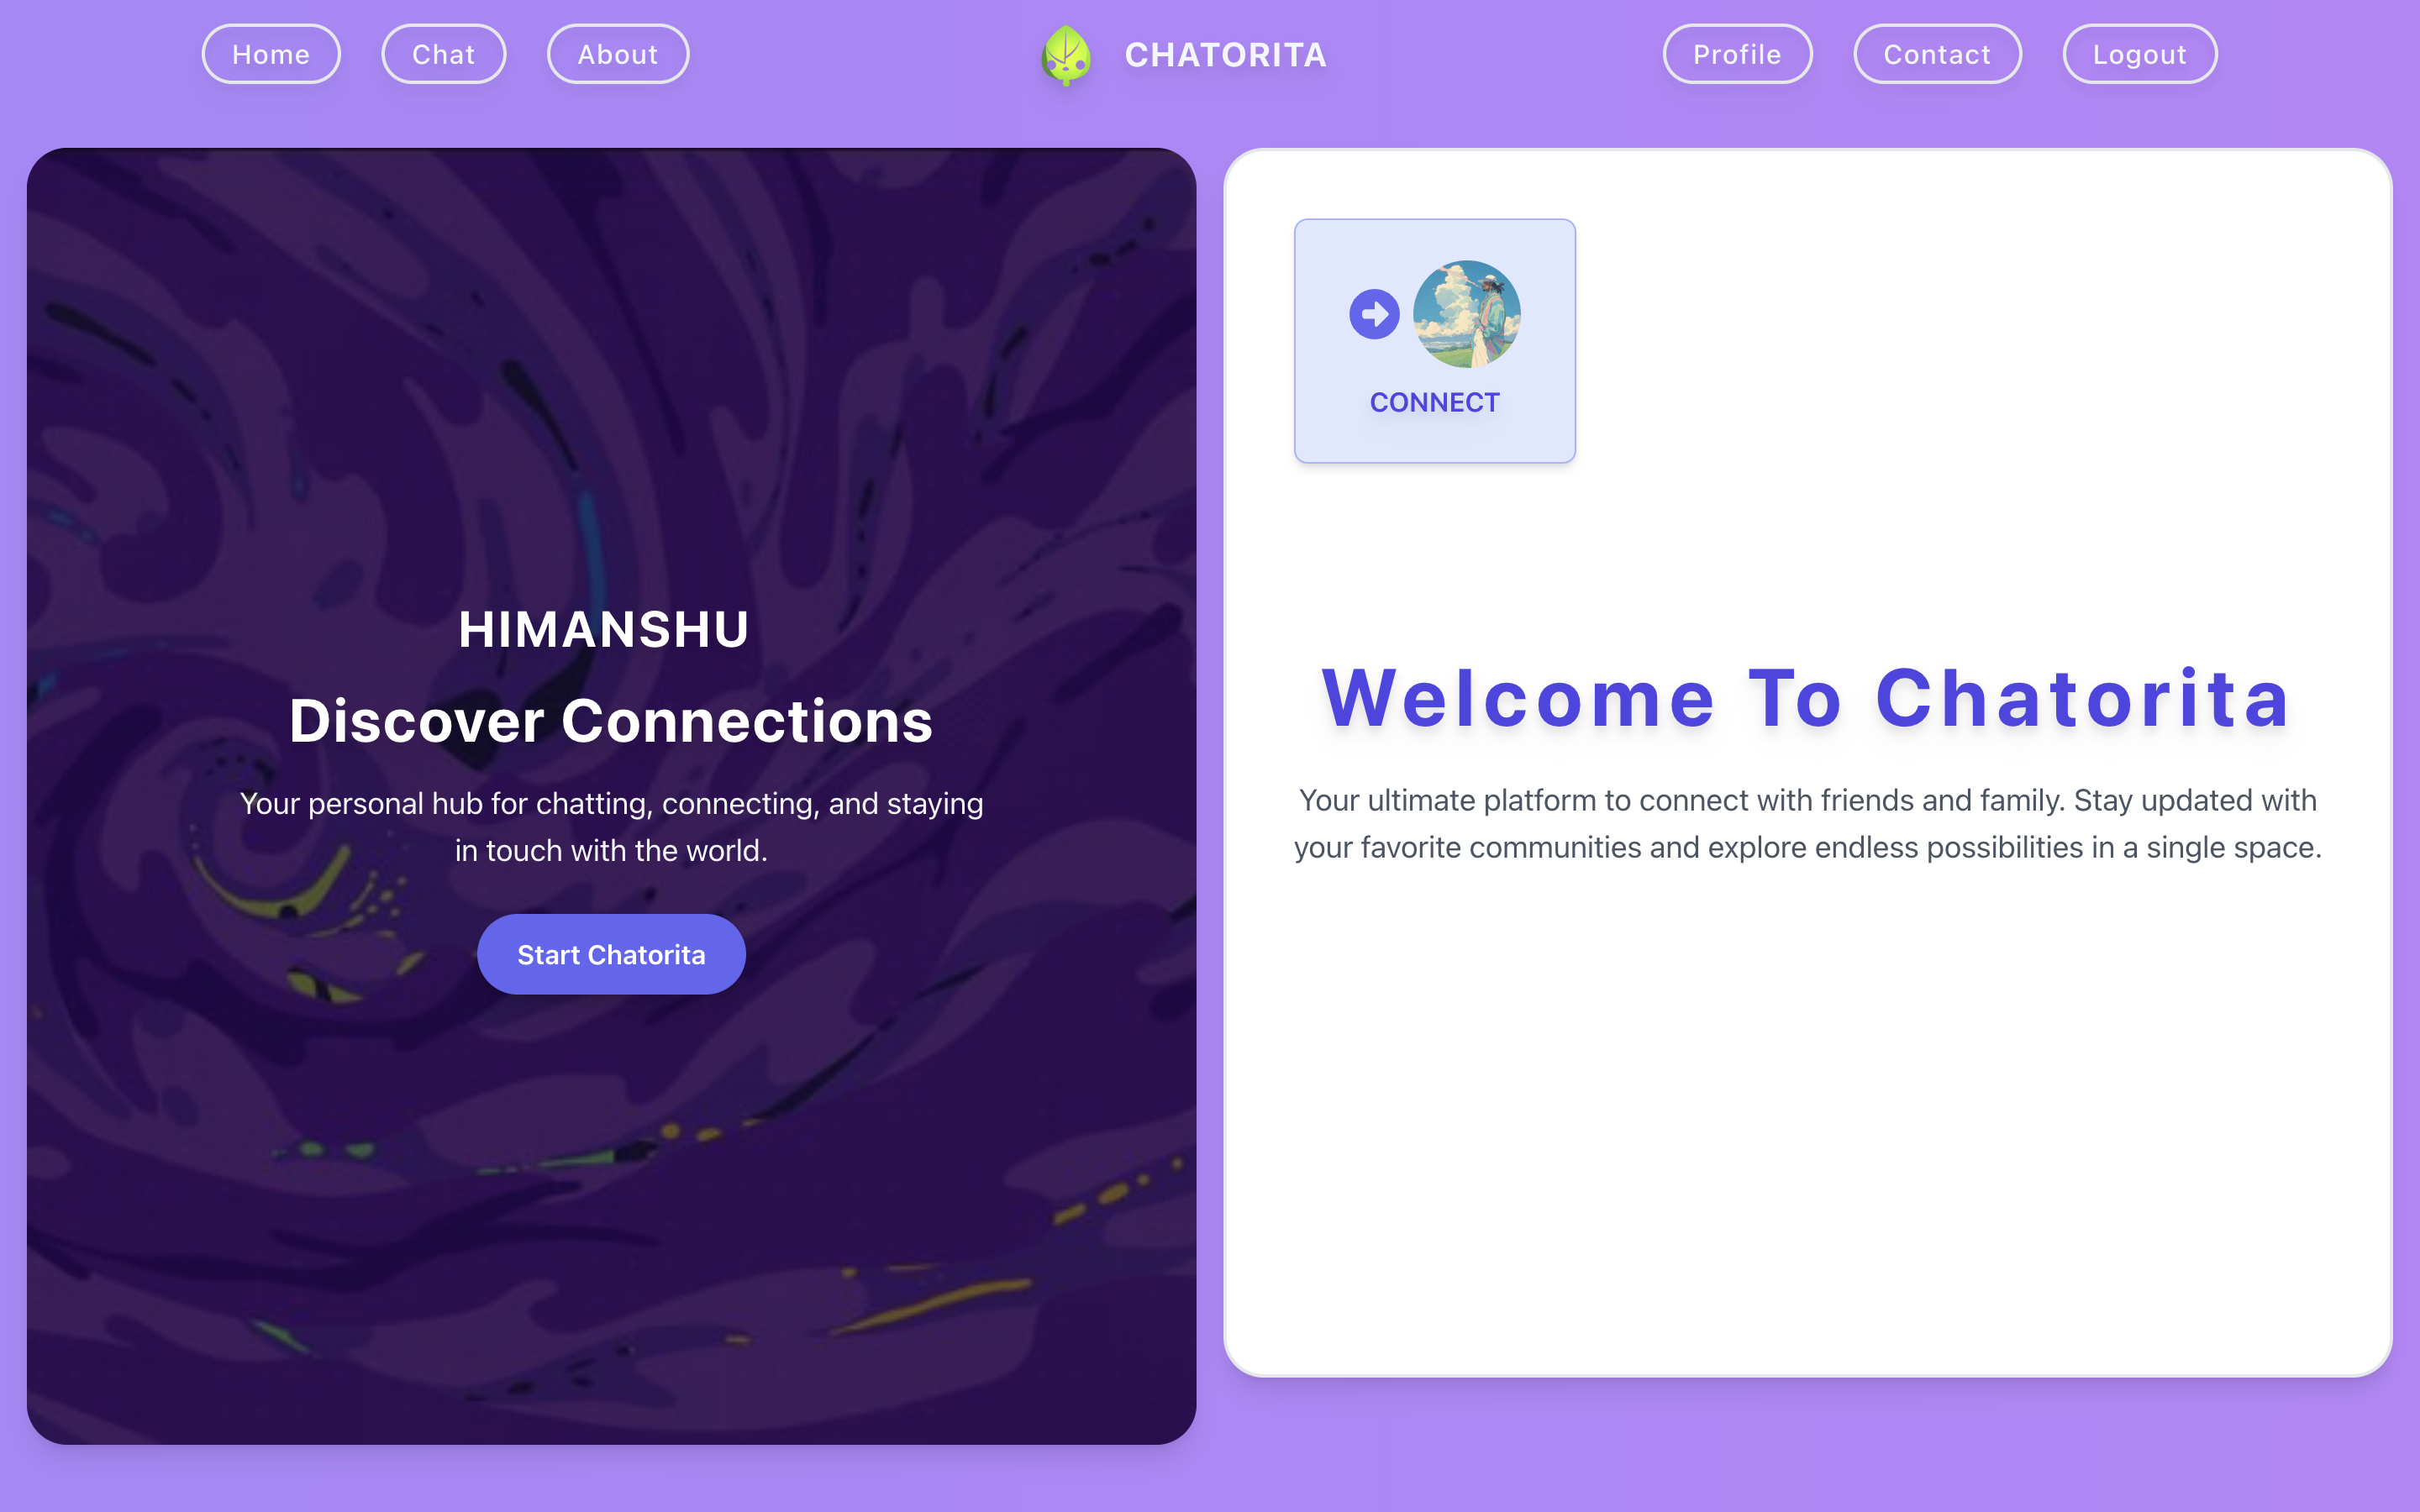 Home
Chat
About
CHATORITA
Profile
Contact
Logout
HIMANSHU
Discover Connections
Your personal hub for chatting, connecting, and staying
in touch with the world.
Start Chatorita
CONNECT
Welcome To Chatorita
Your ultimate platform to connect with friends and family. Stay updated with
your favorite communities and explore endless possibilities in a single space.